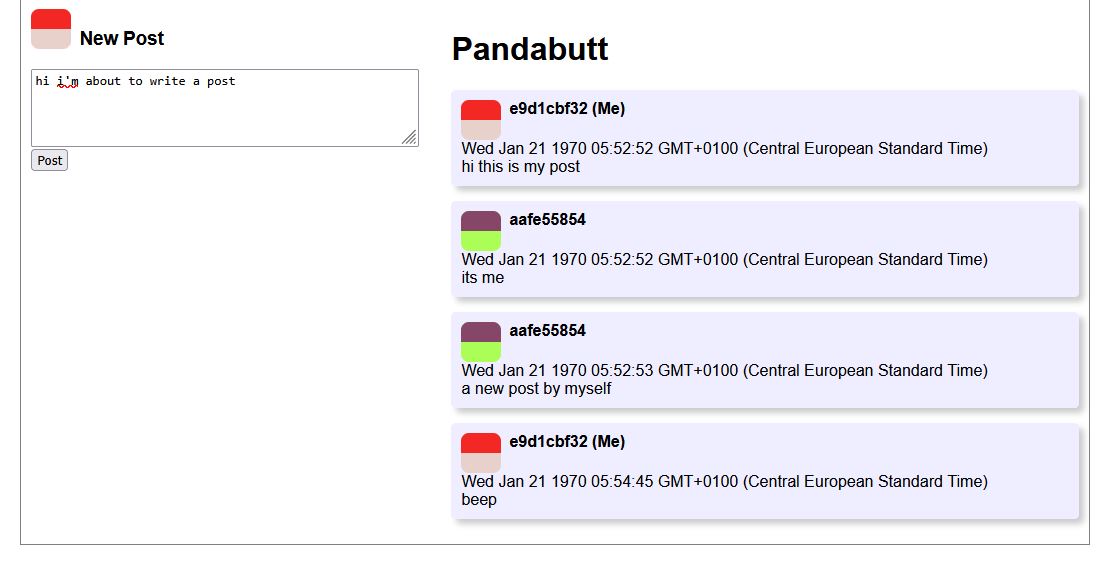 New Post
hi i'm about to write a post
Post
Pandabutt
e9d1cbf32 (Me)
Wed Jan 21 1970 05:52:52 GMT+0100 (Central European Standard Time)
hi this is my post
aafe55854
Wed Jan 21 1970 05:52:52 GMT+0100 (Central European Standard Time)
its me
aafe55854
Wed Jan 21 1970 05:52:53 GMT+0100 (Central European Standard Time)
a new post by myself
e9d1cbf32 (Me)
Wed Jan 21 1970 05:54:45 GMT+0100 (Central European Standard Time)
beep